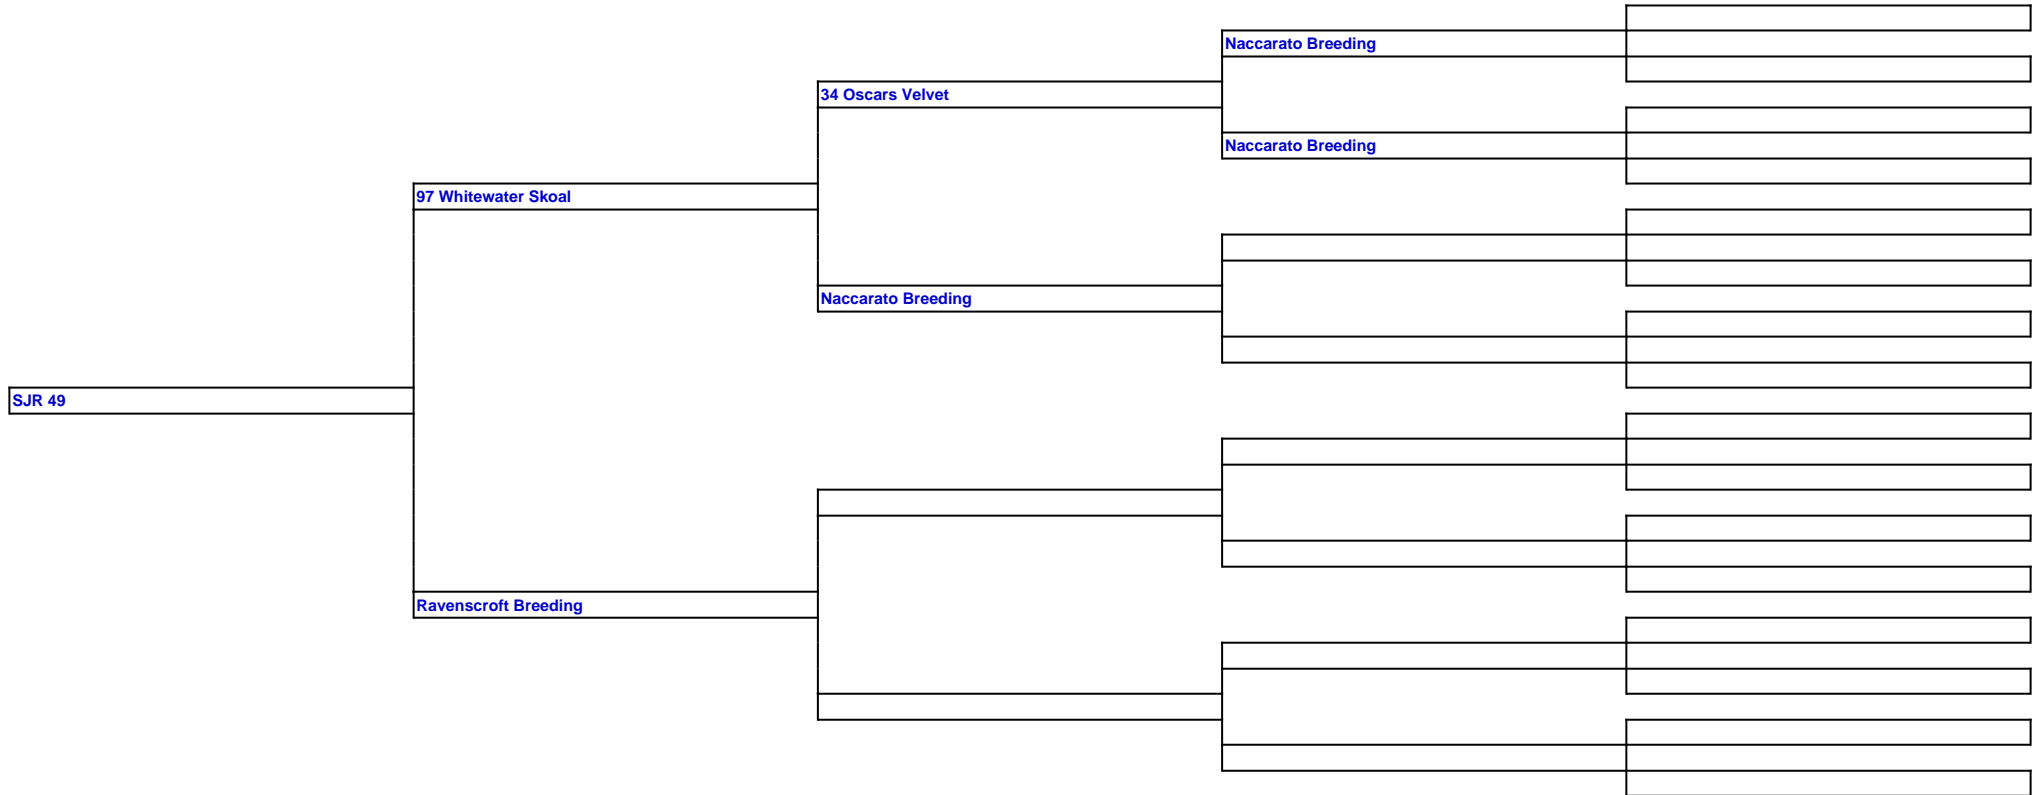 Naccarato Breeding
34 Oscars Velvet
Naccarato Breeding
97 Whitewater Skoal
Naccarato Breeding
SJR 49
Ravenscroft Breeding